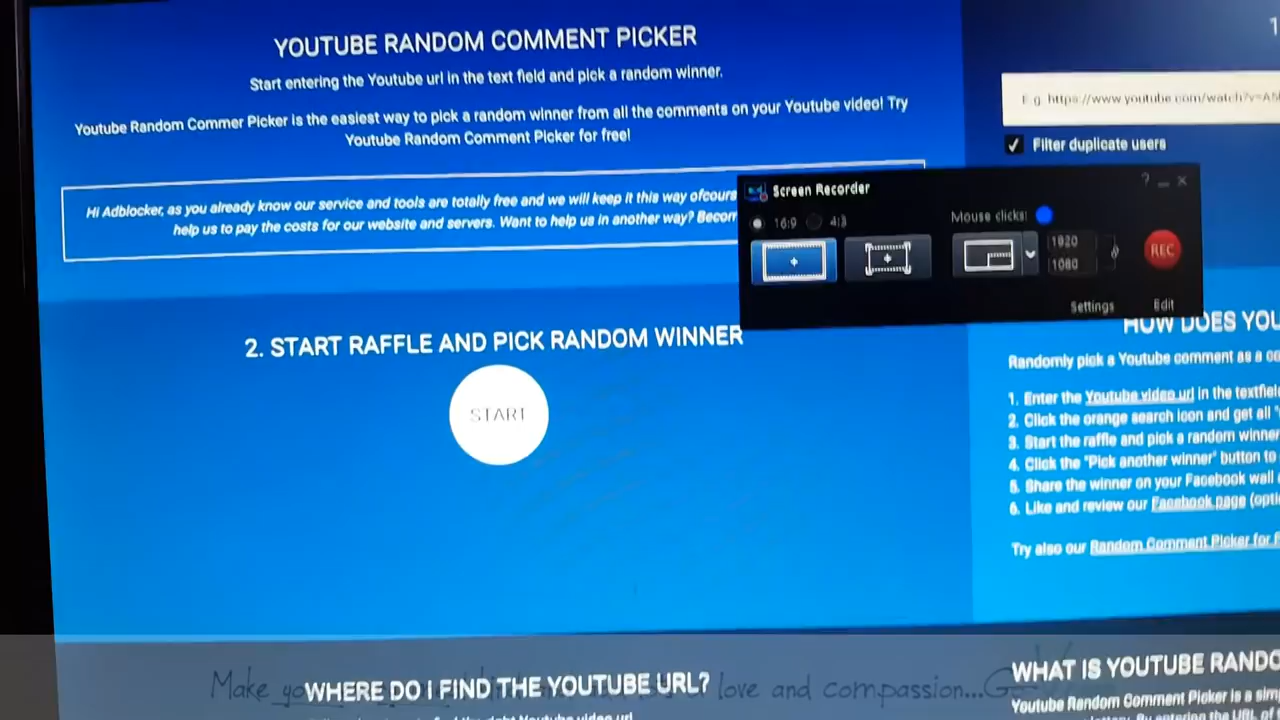 YOUTUBE RANDOM COMMENT PICKER
Start entering the Youtube url in the text field and pick a random winner.
Youtube Random Commer Picker is the easiest way to pick a random winner from all the comments on your Youtube video! Try
Youtube Random Comment Picker for free!
Hi Adblocker, as you already know our service and tools are totally free and we will keep it this way ofcours
help us to pay the costs for our website and servers. Want to help us in another way? Becom
2. START RAFFLE AND PICK RANDOM WINNER
START
E.g. https://www.youtube.com/watch?v=
Filter duplicate users
Screen Recorder
? _ ×
16:9 4:3
Mouse clicks:
1920
1080
REC
Settings Edit
HOW DOES YOU
Randomly pick a Youtube comment as a
1. Enter the Youtube video url in the textfiel
2. Click the orange search icon and get all
3. Start the raffle and pick a random winne
4. Click the "Pick another winner" button to
5. Share the winner on your Facebook wall
6. Like and review our Facebook page (opti
Try also our Random Comment Picker for
Make love and compassion...
WHERE DO I FIND THE YOUTUBE URL?
WHAT IS YOUTUBE RANDO
Youtube Random Comment Picker is a sim